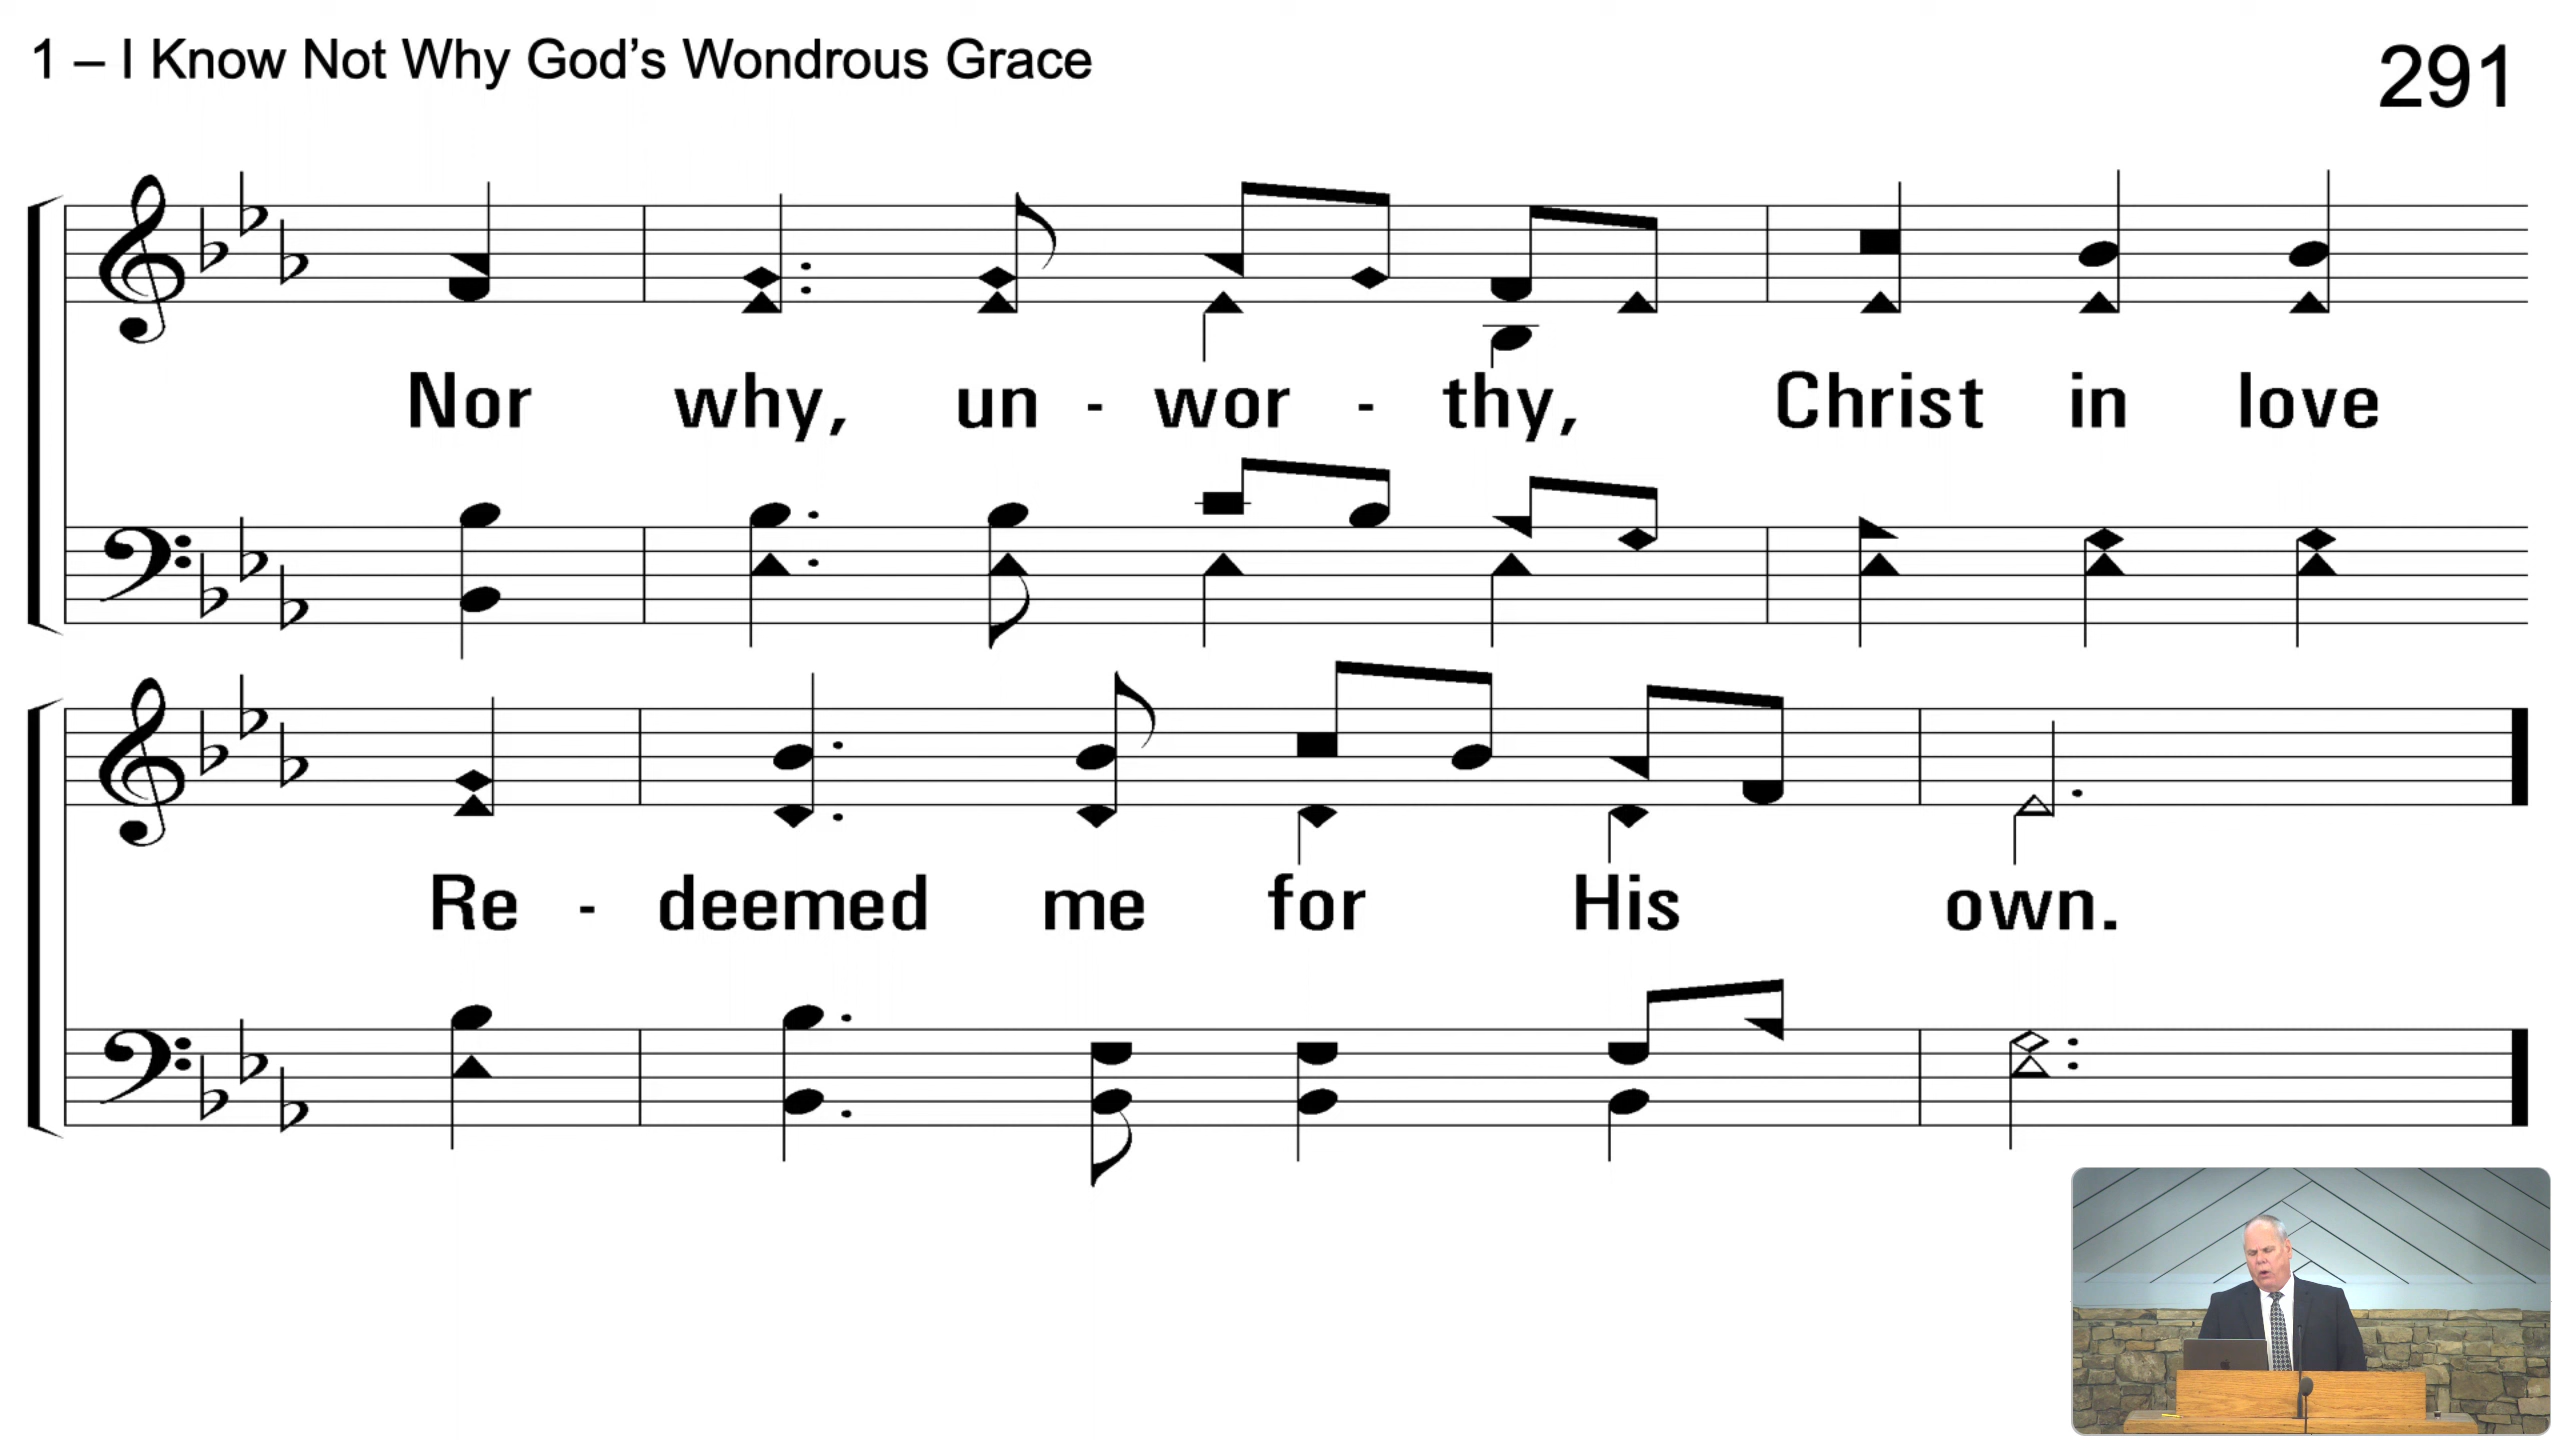 1 – I Know Not Why God’s Wondrous Grace
291
Nor why, un - wor - thy, Christ in love
Re - deemed me for His own.